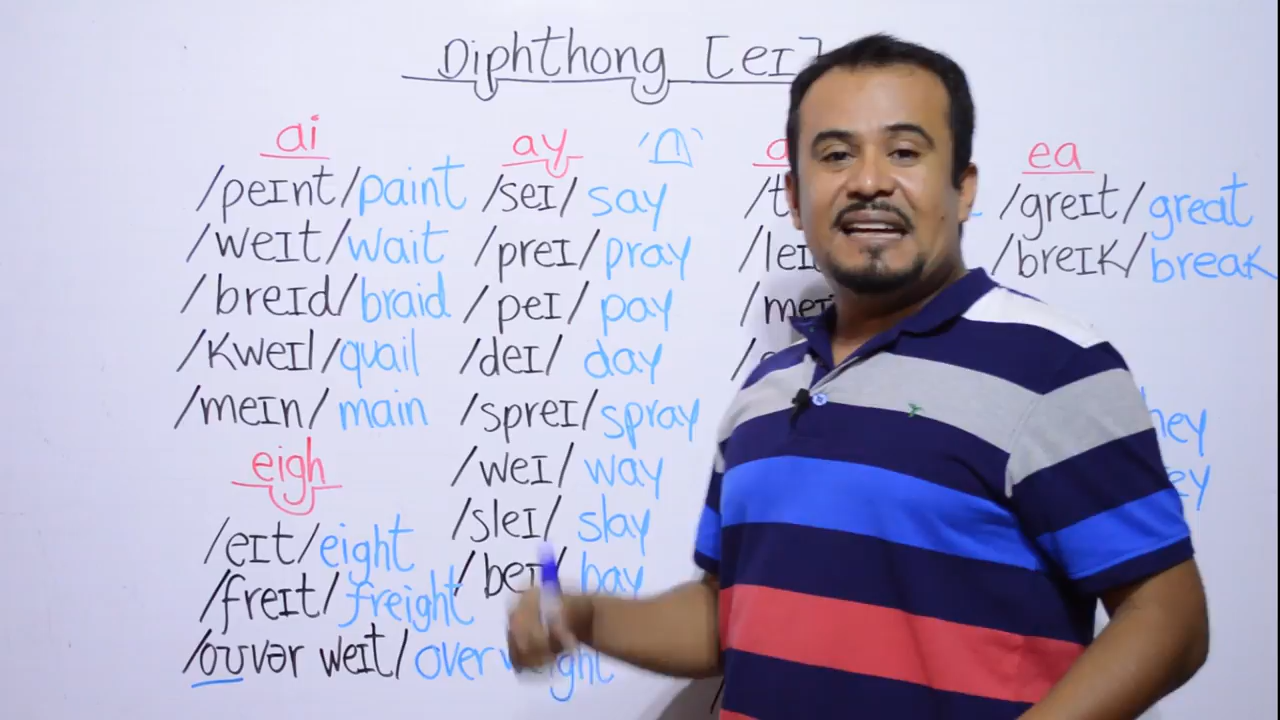 Diphthong [eɪ]
ai
/peɪnt/ paint
/weɪt/ wait
/breɪd/ braid
/kweɪl/ quail
/meɪn/ main
eigh
/eɪt/ eight
/freɪt/ freight
/oʊvər weɪt/ overweight
ay
/seɪ/ say
/preɪ/ pray
/peɪ/ pay
/deɪ/ day
/spreɪ/ spray
/weɪ/ way
/sleɪ/ slay
/beɪ/ bay
ea
/greɪt/ great
/breɪk/ break